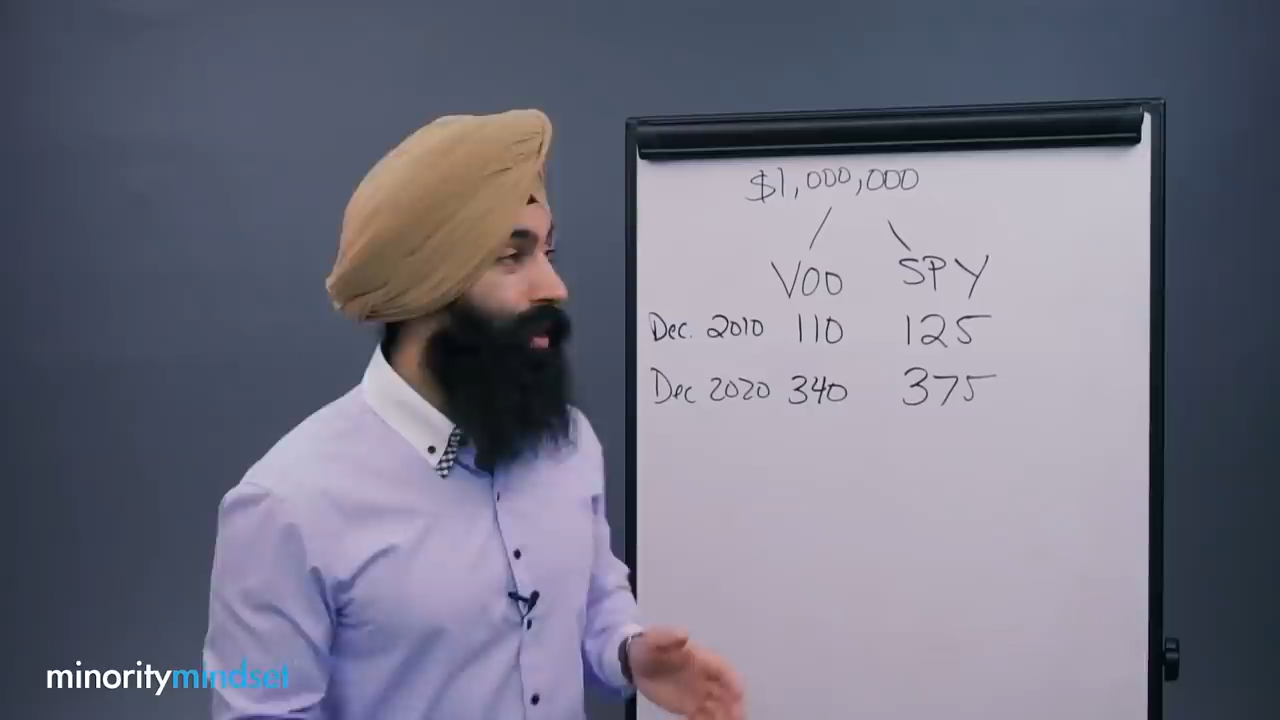 $1,000,000
VOO SPY
Dec. 2010 110 125
Dec 2020 340 375
minoritymindset